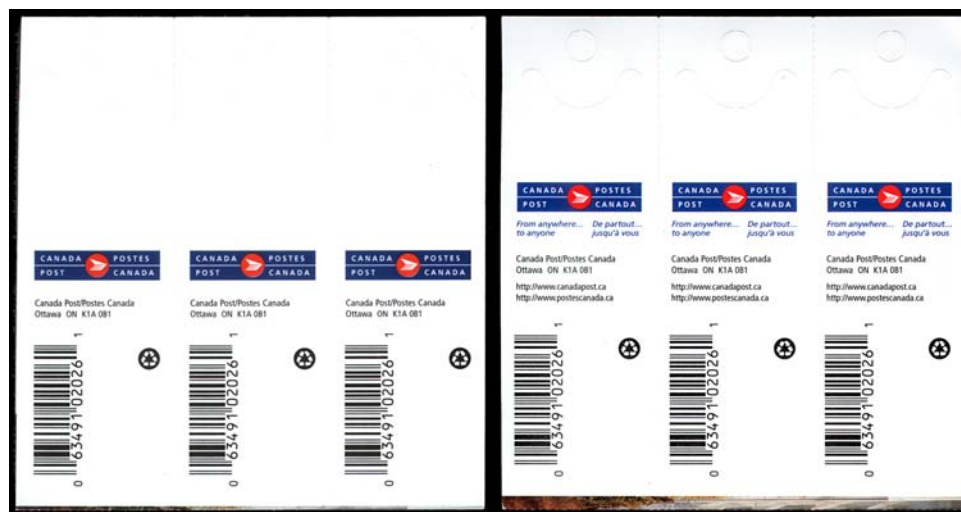 CANADA POSTES
POST CANADA
Canada Post/Postes Canada
Ottawa ON K1A 0B1
0 63491 02026 1
CANADA POSTES
POST CANADA
Canada Post/Postes Canada
Ottawa ON K1A 0B1
0 63491 02026 1
CANADA POSTES
POST CANADA
Canada Post/Postes Canada
Ottawa ON K1A 0B1
0 63491 02026 1
CANADA POSTES
POST CANADA
From anywhere... De partout...
to anyone jusqu'à vous
Canada Post/Postes Canada
Ottawa ON K1A 0B1
http://www.canadapost.ca
http://www.postescanada.ca
0 63491 02026 1
CANADA POSTES
POST CANADA
From anywhere... De partout...
to anyone jusqu'à vous
Canada Post/Postes Canada
Ottawa ON K1A 0B1
http://www.canadapost.ca
http://www.postescanada.ca
0 63491 02026 1
CANADA POSTES
POST CANADA
From anywhere... De partout...
to anyone jusqu'à vous
Canada Post/Postes Canada
Ottawa ON K1A 0B1
http://www.canadapost.ca
http://www.postescanada.ca
0 63491 02026 1